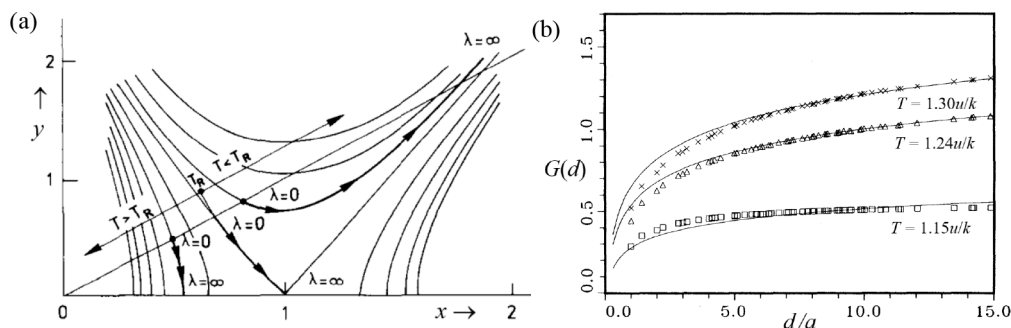 (a)
2
↑
y
1
0
1
x →
2
λ=∞
T<T_R
T_R
T>T_R
λ=0
λ=0
λ=0
λ=∞
λ=∞
(b)
1.5
1.0
G(d)
0.5
0.0
0.0
5.0
10.0
15.0
d/a
T = 1.30u/k
T = 1.24u/k
T = 1.15u/k